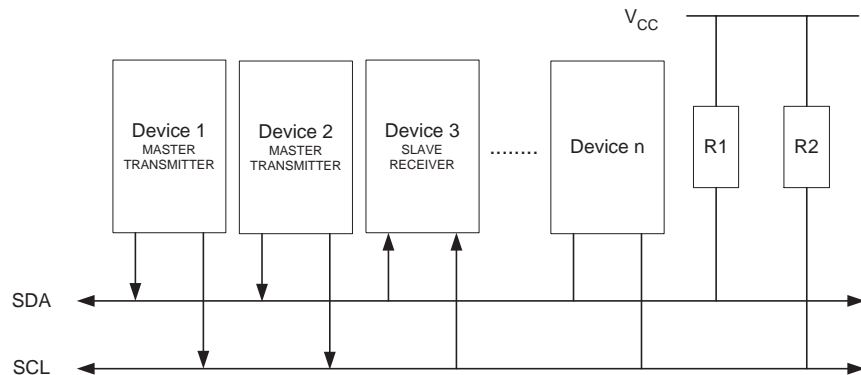 VCC
Device 1
MASTER
TRANSMITTER
Device 2
MASTER
TRANSMITTER
Device 3
SLAVE
RECEIVER
........
Device n
R1
R2
SDA
SCL